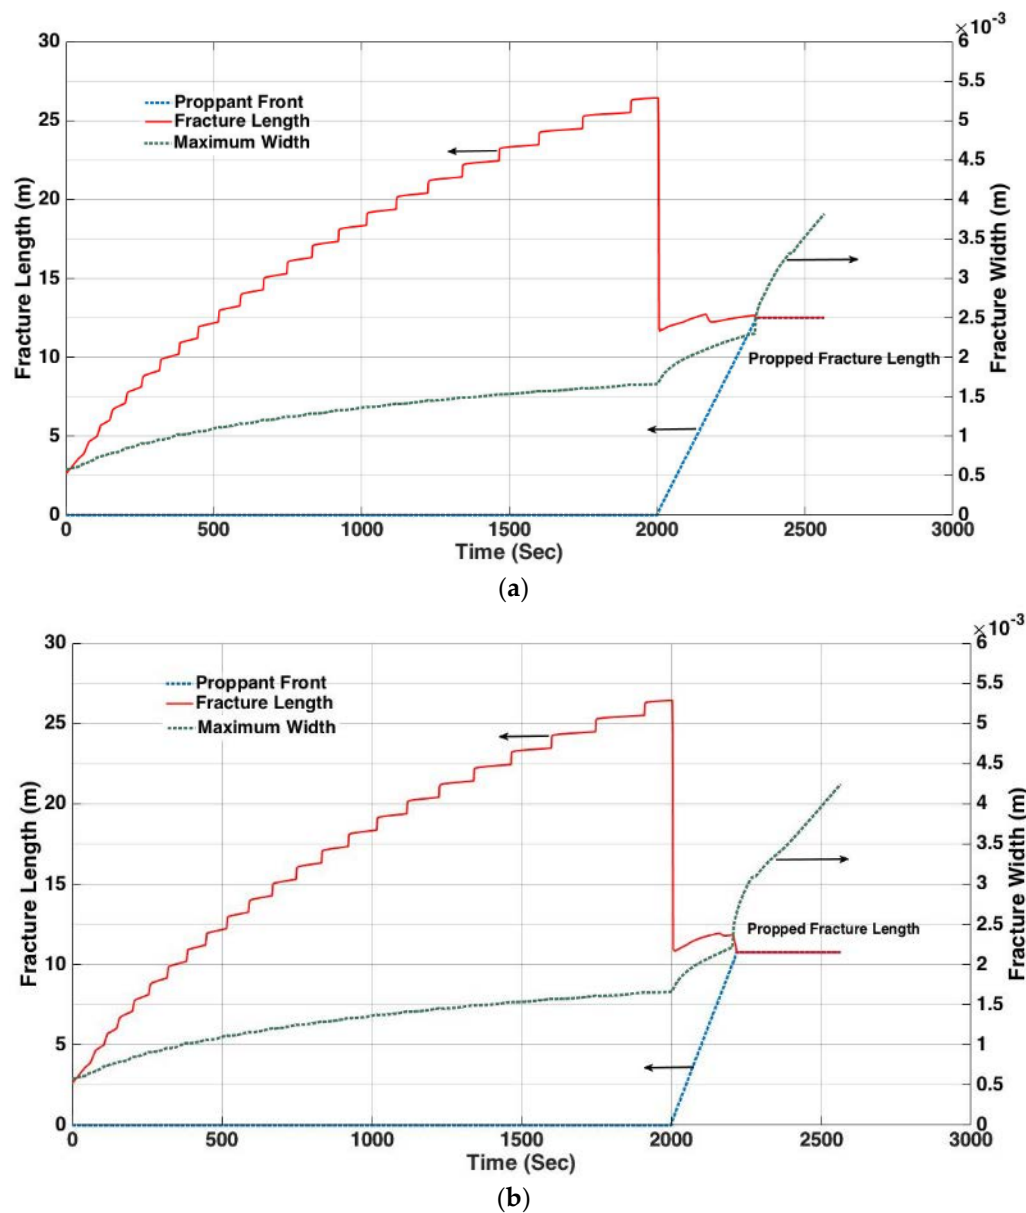 ×10⁻³
30
25
20
15
10
5
0
Fracture Length (m)
Proppant Front
Fracture Length
Maximum Width
Propped Fracture Length
6
5.5
5
4.5
4
3.5
3
2.5
2
1.5
1
0.5
0
Fracture Width (m)
0 500 1000 1500 2000 2500 3000
Time (Sec)
(a)
×10⁻³
30
25
20
15
10
5
0
Fracture Length (m)
Proppant Front
Fracture Length
Maximum Width
Propped Fracture Length
6
5.5
5
4.5
4
3.5
3
2.5
2
1.5
1
0.5
0
Fracture Width (m)
0 500 1000 1500 2000 2500 3000
Time (Sec)
(b)